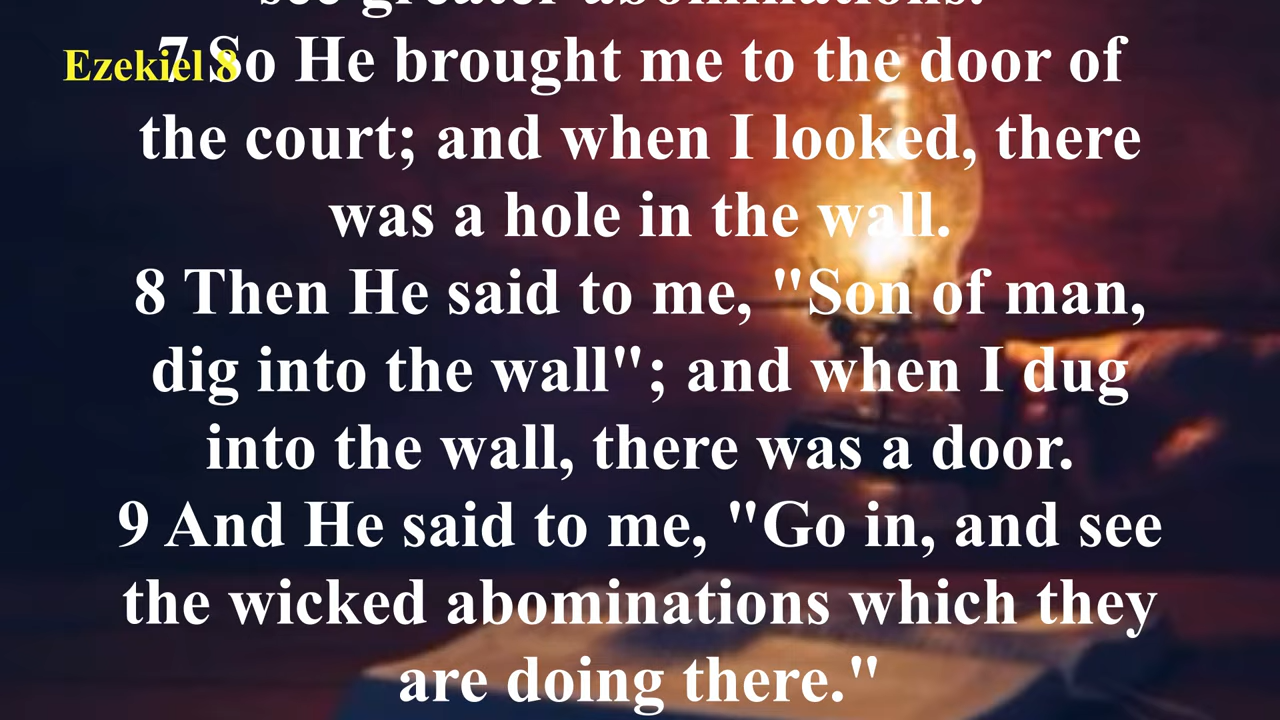 see greater abominations.
Ezekiel 8
7 So He brought me to the door of
the court; and when I looked, there
was a hole in the wall.
8 Then He said to me, "Son of man,
dig into the wall"; and when I dug
into the wall, there was a door.
9 And He said to me, "Go in, and see
the wicked abominations which they
are doing there."